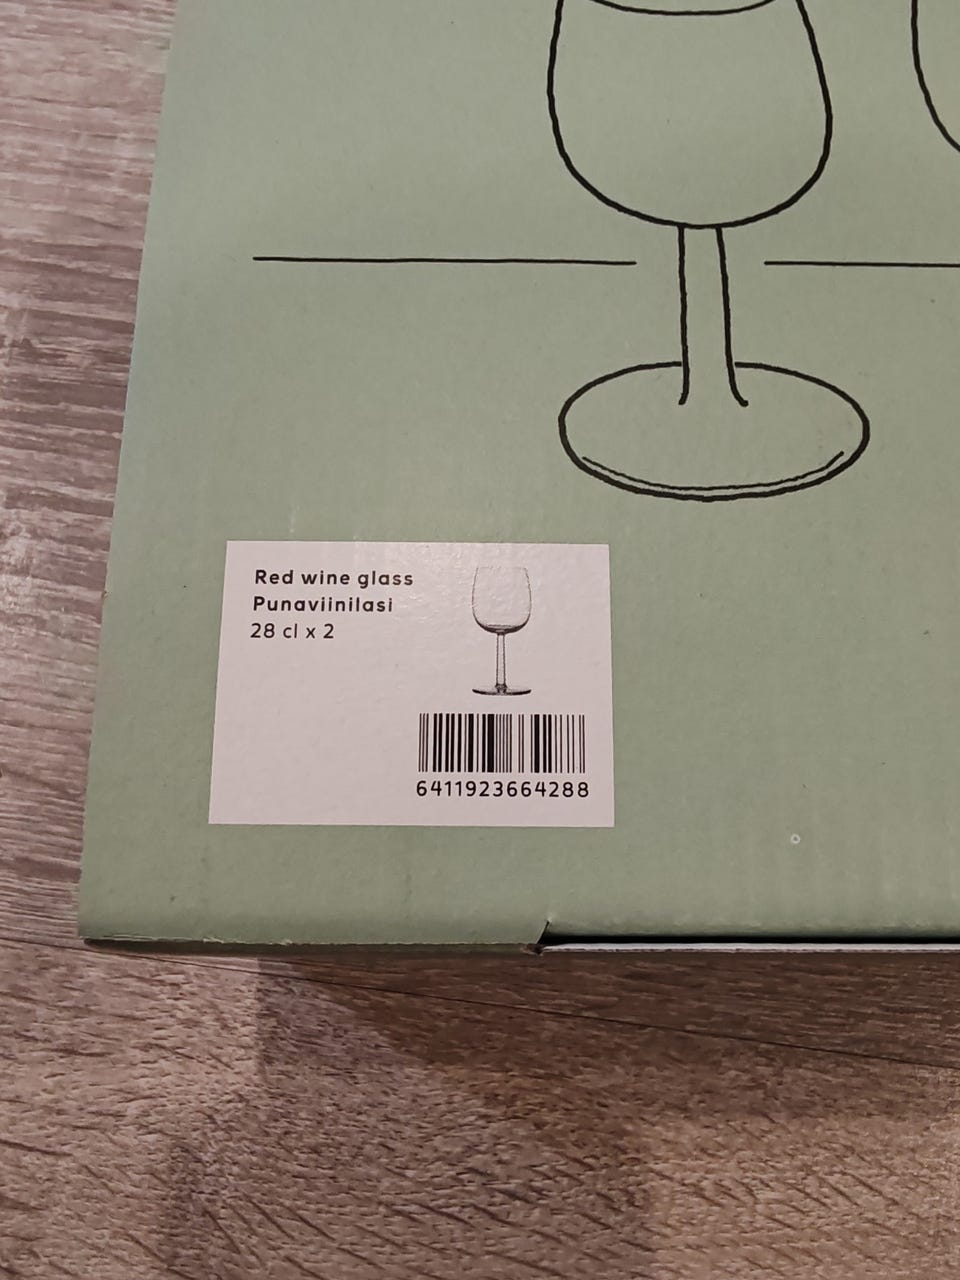 Red wine glass
Punaviinilasi
28 cl x 2
6411923664288